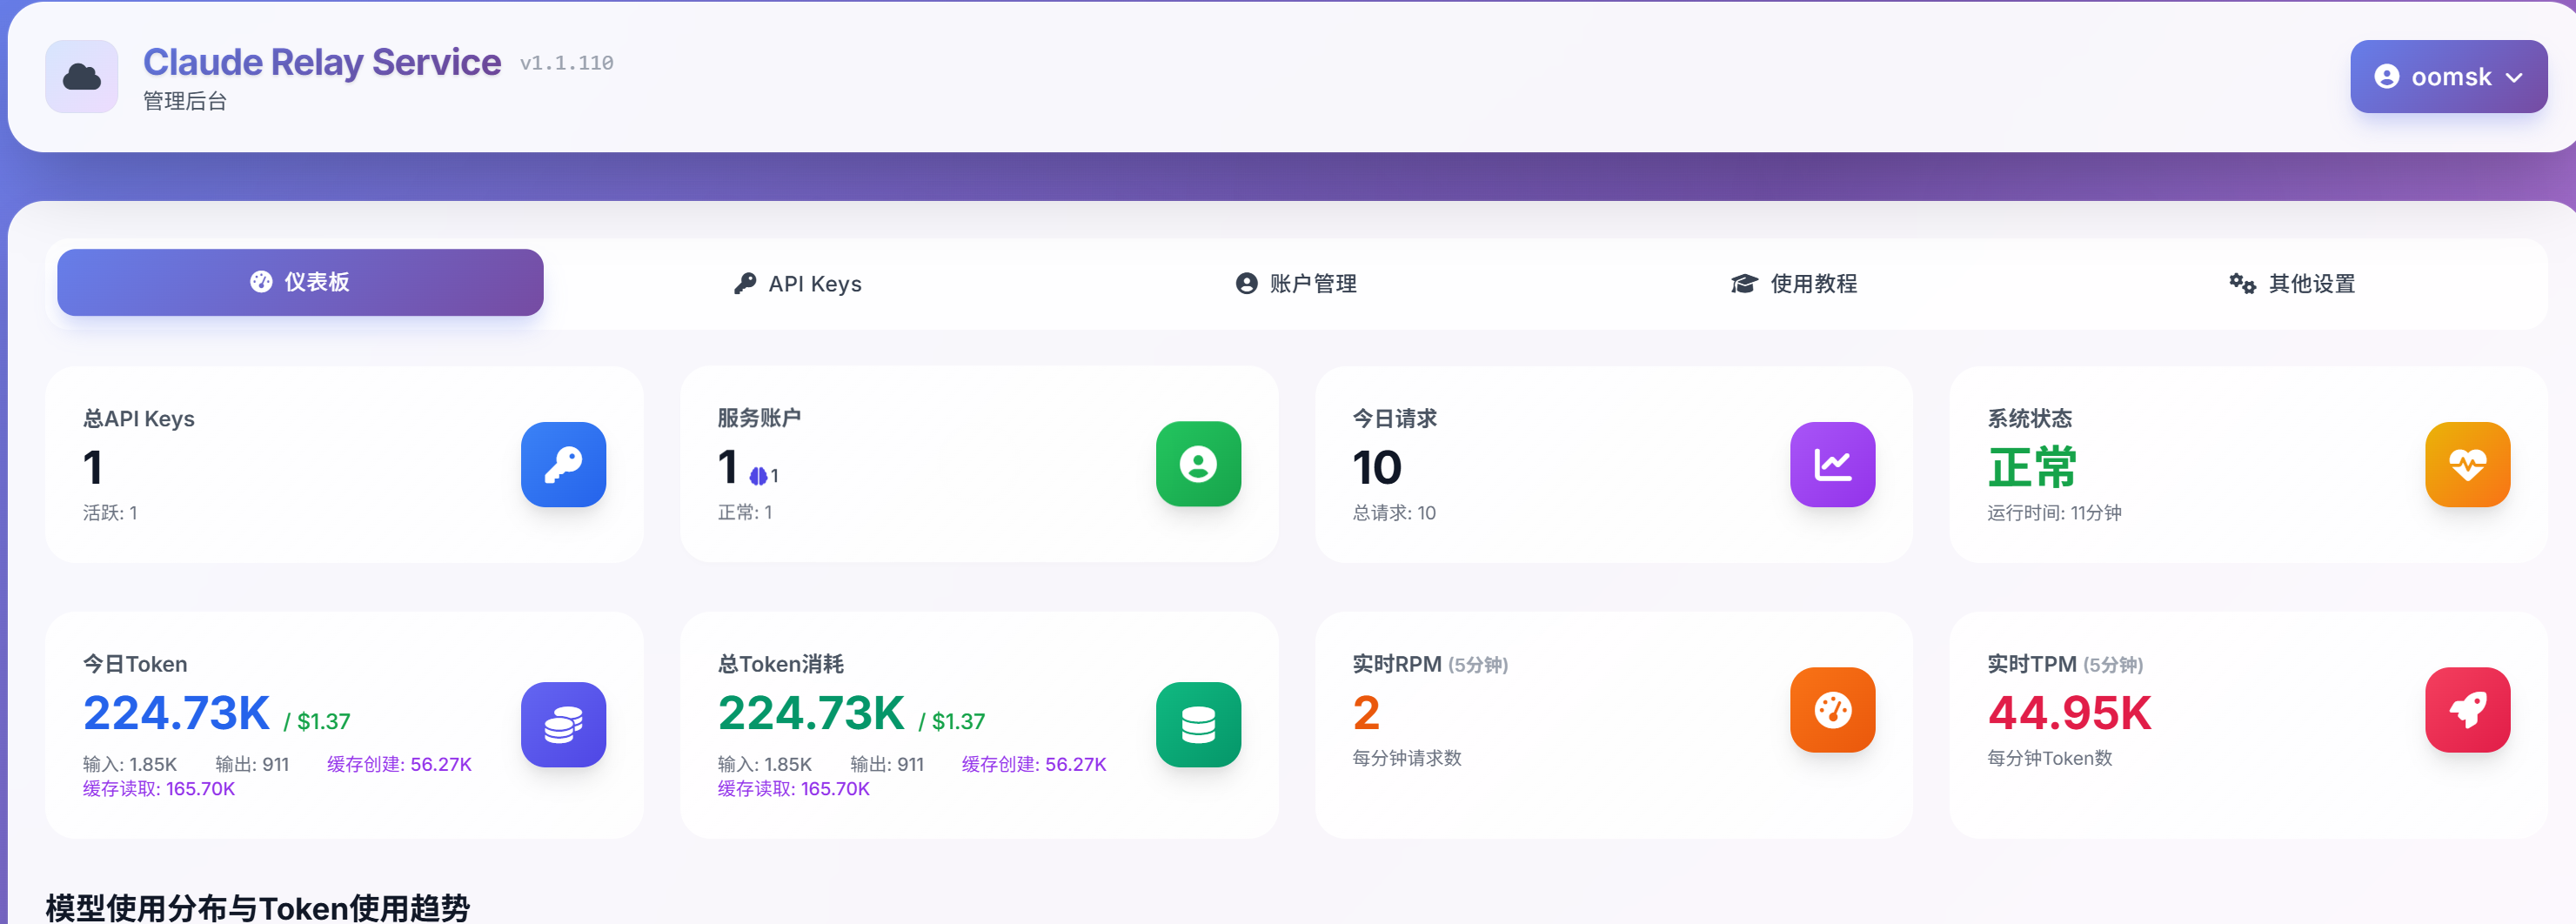 Claude Relay Service v1.1.110
管理后台
oomsk
仪表板
API Keys
账户管理
使用教程
其他设置
总API Keys
1
活跃: 1
服务账户
1 1
正常: 1
今日请求
10
总请求: 10
系统状态
正常
运行时间: 11分钟
今日Token
224.73K / $1.37
输入: 1.85K 输出: 911 缓存创建: 56.27K
缓存读取: 165.70K
总Token消耗
224.73K / $1.37
输入: 1.85K 输出: 911 缓存创建: 56.27K
缓存读取: 165.70K
实时RPM (5分钟)
2
每分钟请求数
实时TPM (5分钟)
44.95K
每分钟Token数
模型使用分布与Token使用趋势